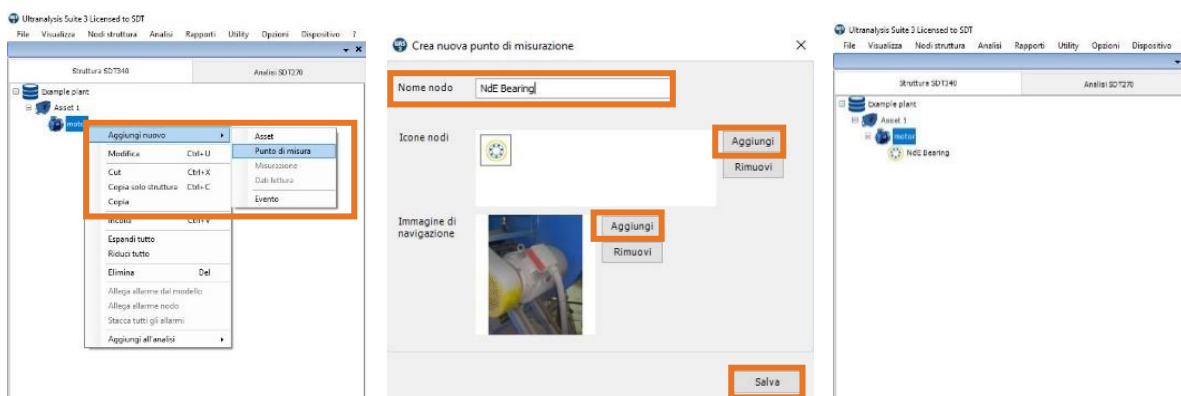 Ultranalysis Suite 3 Licensed to SDT
File Visualizza Nodi struttura Analisi Rapporti Utility Opzioni Dispositivo ?
Struttura SDT340 Analisi SDT270
Example plant
Asset 1
motor
Aggiungi nuovo
Modifica Ctrl+U
Cut Ctrl+X
Copia solo struttura Ctrl+C
Copia
Incolla Ctrl+V
Espandi tutto
Riduci tutto
Elimina Del
Allega allarme dal modello
Allega allarme nodo
Stacca tutti gli allarmi
Aggiungi all'analisi
Asset
Punto di misura
Misurazione
Dati lettura
Evento
Crea nuova punto di misurazione
Nome nodo NdE Bearing
Icone nodi
Aggiungi
Rimuovi
Immagine di
navigazione
Aggiungi
Rimuovi
Salva
Ultranalysis Suite 3 Licensed to SDT
File Visualizza Nodi struttura Analisi Rapporti Utility Opzioni Dispositivo
Struttura SDT340 Analisi SDT270
Example plant
Asset 1
motor
NdE Bearing